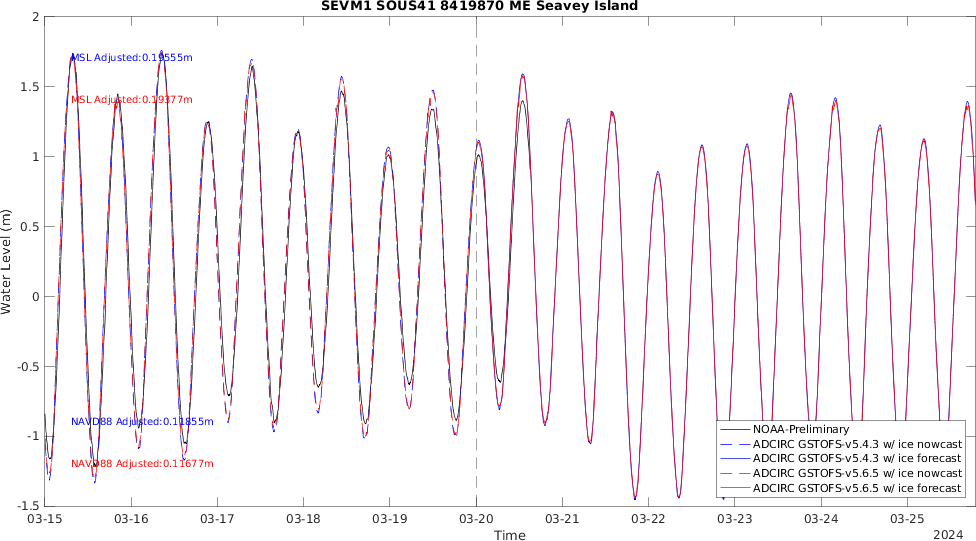 SEVM1 SOUS41 8419870 ME Seavey Island
2
1.5
1
0.5
0
-0.5
-1
-1.5
Water Level (m)
MSL Adjusted:0.19555m
MSL Adjusted:0.19377m
NAVD88 Adjusted:0.11855m
NAVD88 Adjusted:0.11677m
NOAA-Preliminary
ADCIRC GSTOFS-v5.4.3 w/ ice nowcast
ADCIRC GSTOFS-v5.4.3 w/ ice forecast
ADCIRC GSTOFS-v5.6.5 w/ ice nowcast
ADCIRC GSTOFS-v5.6.5 w/ ice forecast
03-15 03-16 03-17 03-18 03-19 03-20 03-21 03-22 03-23 03-24 03-25
Time
2024